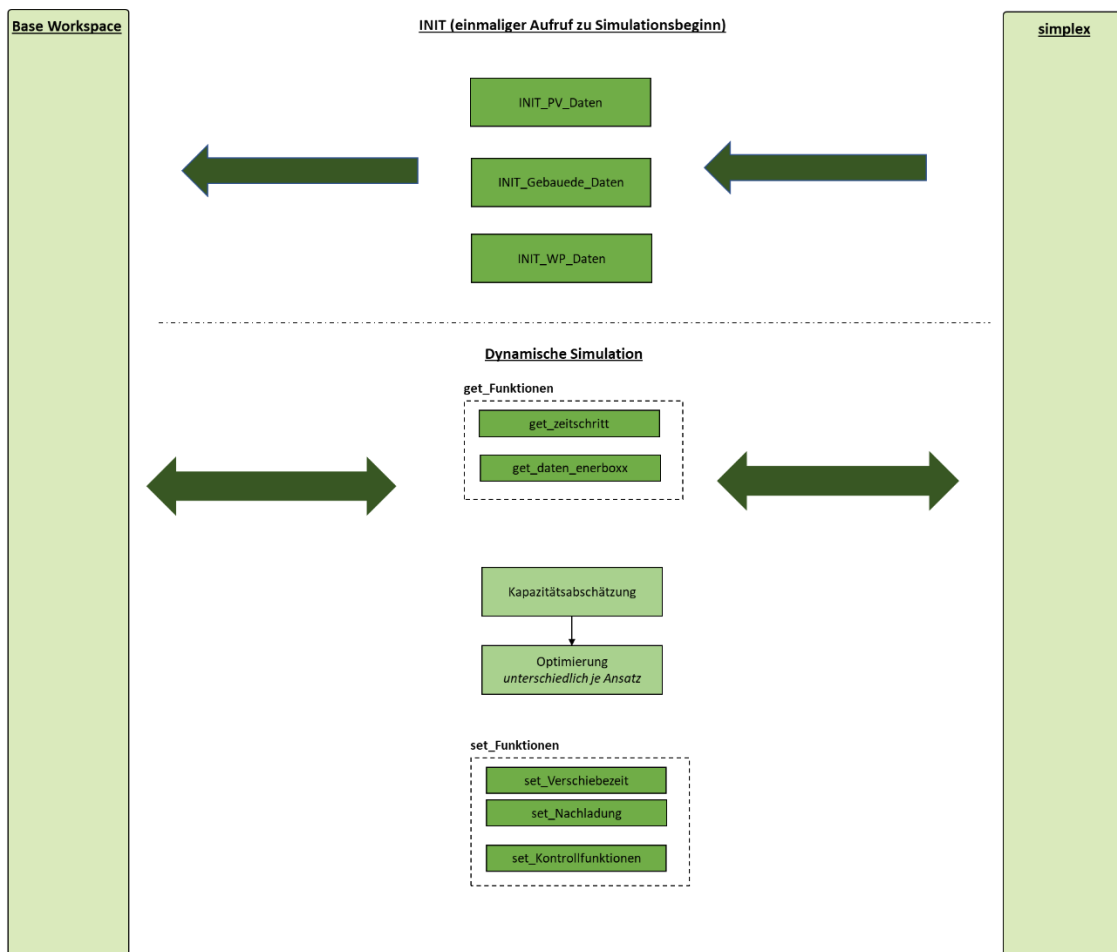 Base Workspace
INIT (einmaliger Aufruf zu Simulationsbeginn)
simplex
INIT_PV_Daten
INIT_Gebauede_Daten
INIT_WP_Daten
Dynamische Simulation
get_Funktionen
get_zeitschritt
get_daten_enerboxx
Kapazitätsabschätzung
Optimierung
unterschiedlich je Ansatz
set_Funktionen
set_Verschiebezeit
set_Nachladung
set_Kontrollfunktionen